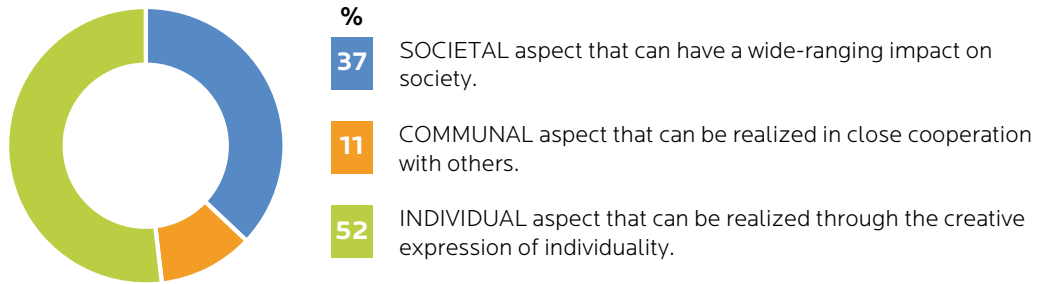 %
37
SOCIETAL aspect that can have a wide-ranging impact on
society.
11
COMMUNAL aspect that can be realized in close cooperation
with others.
52
INDIVIDUAL aspect that can be realized through the creative
expression of individuality.